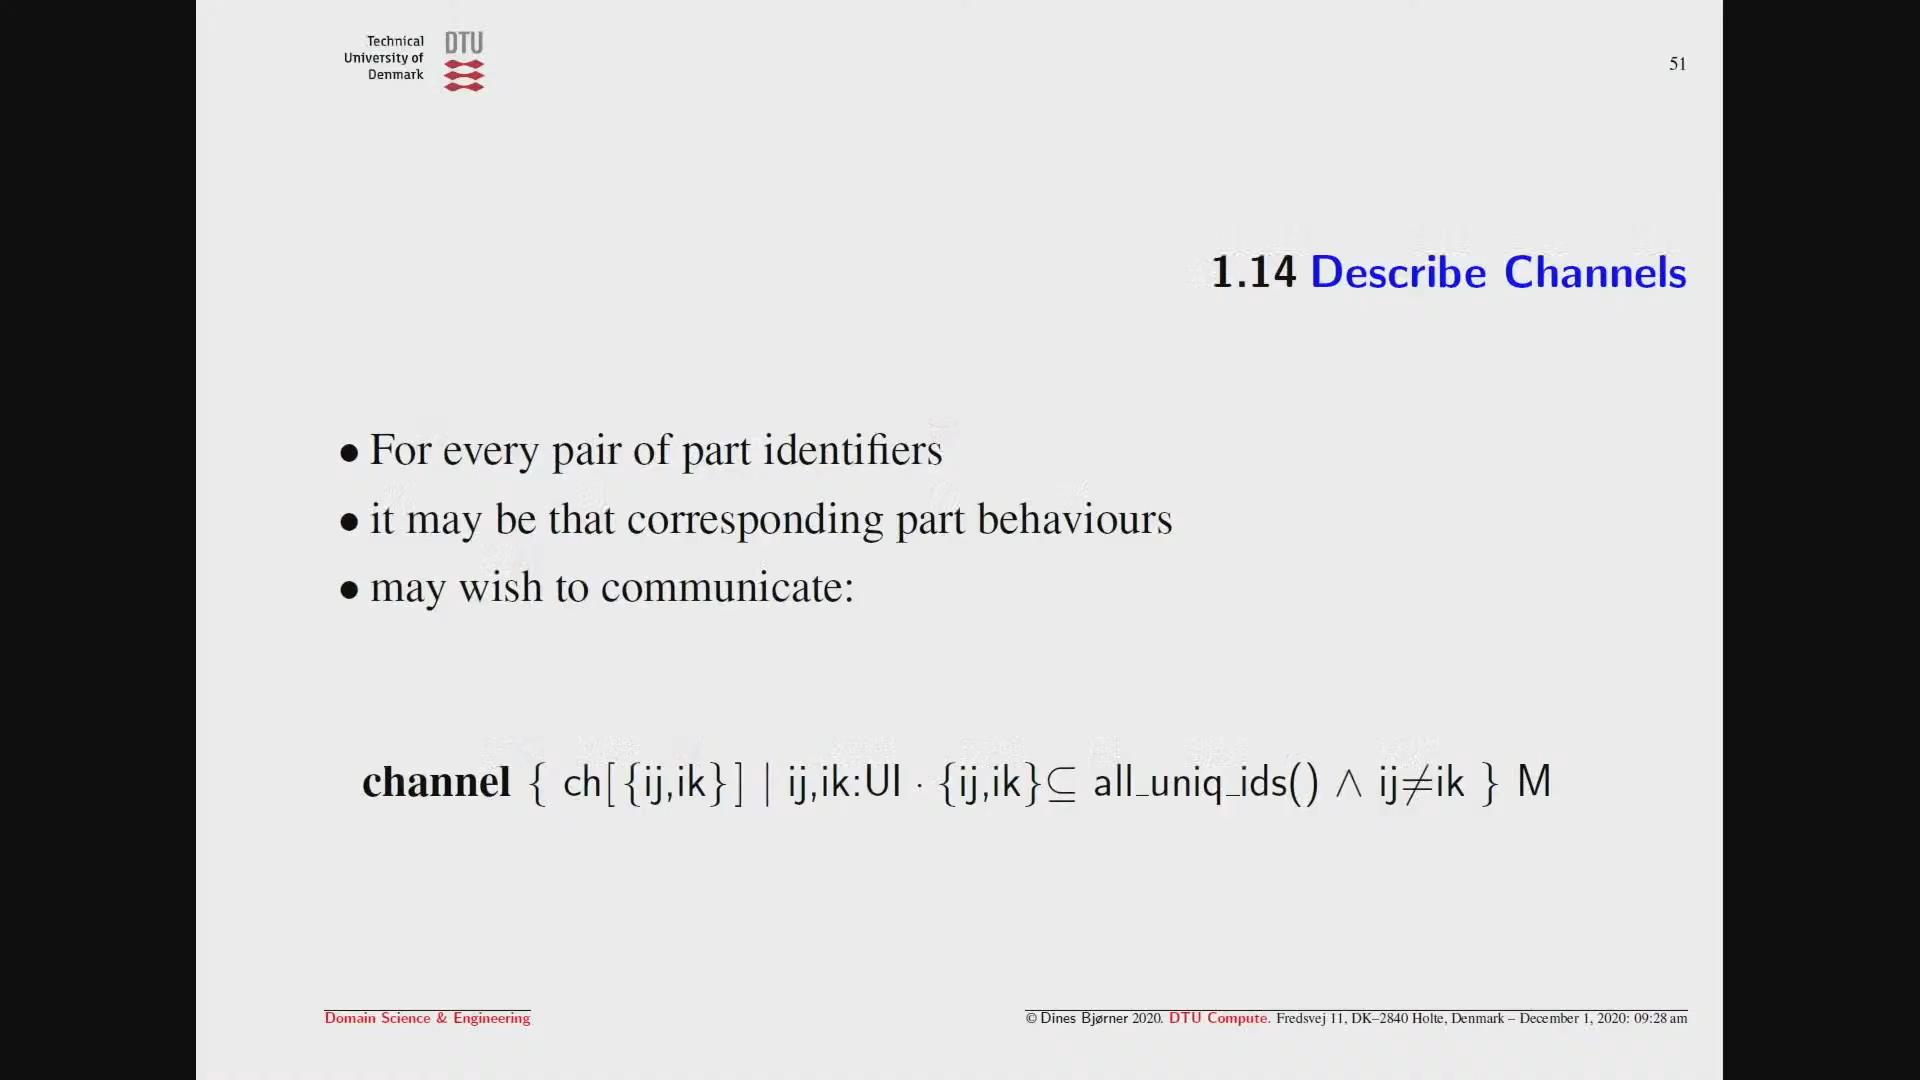 Technical
University of
Denmark
DTU
51
1.14 Describe Channels
• For every pair of part identifiers
• it may be that corresponding part behaviours
• may wish to communicate:
channel { ch[{ij,ik}] | ij,ik:UI · {ij,ik}⊆ all_uniq_ids() ∧ ij≠ik } M
Domain Science & Engineering
© Dines Bjørner 2020. DTU Compute. Fredsvej 11, DK–2840 Holte, Denmark – December 1, 2020: 09:28 am